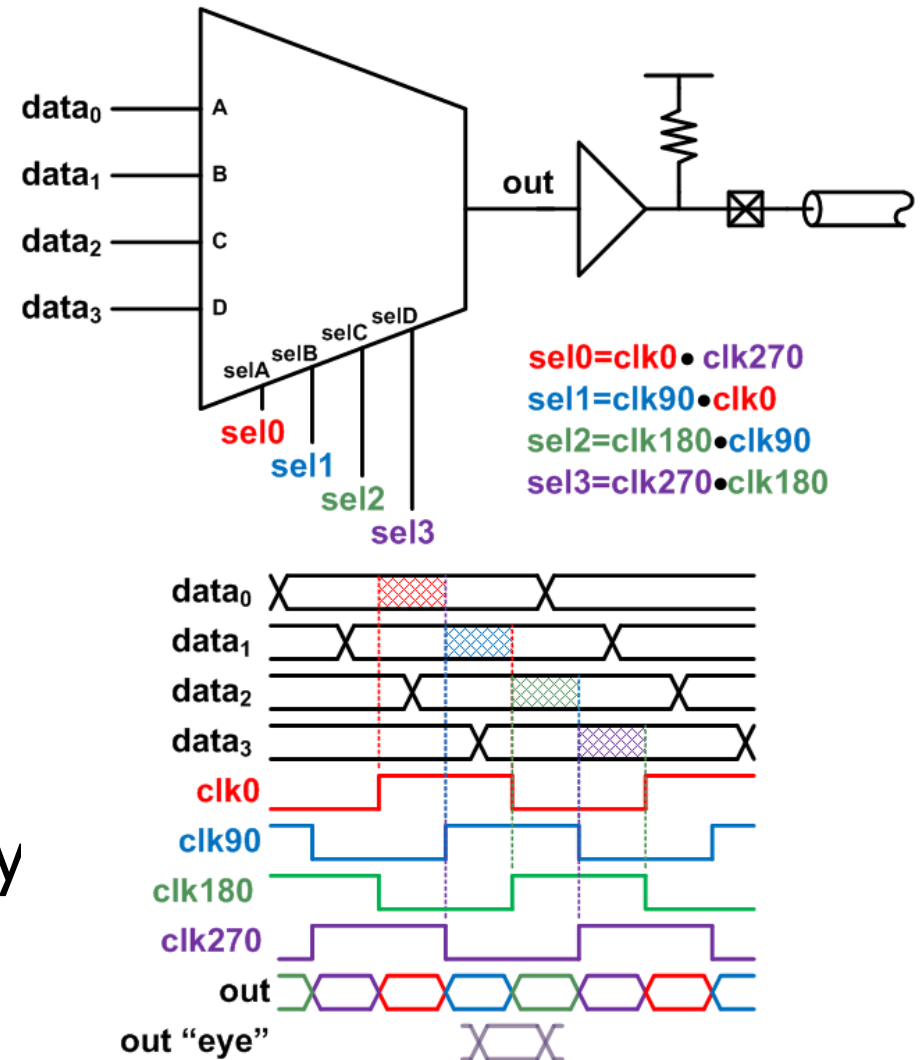 data₀ A
data₁ B
data₂ C
data₃ D
out
selA selB selC selD
sel0
sel1
sel2
sel3
sel0=clk0•clk270
sel1=clk90•clk0
sel2=clk180•clk90
sel3=clk270•clk180
data₀
data₁
data₂
data₃
clk0
clk90
y
clk180
clk270
out
out “eye”